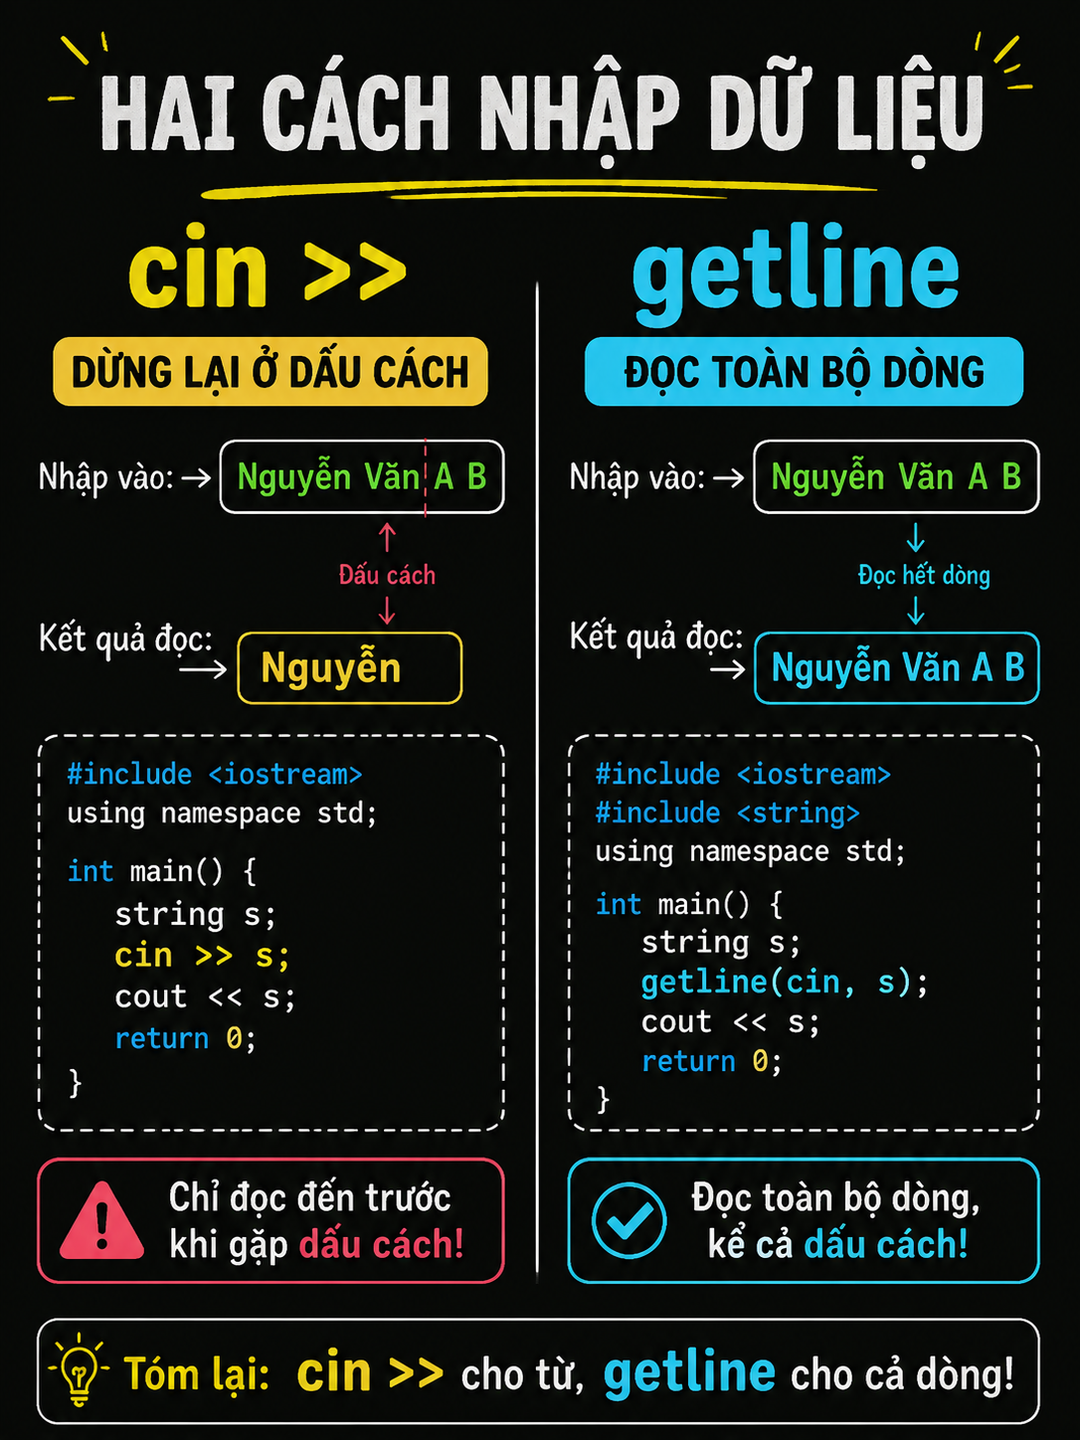 HAI CÁCH NHẬP DỮ LIỆU
cin >>
DỪNG LẠI Ở DẤU CÁCH
Nhập vào: → Nguyễn Văn A B
Dấu cách
Kết quả đọc:
→ Nguyễn
#include <iostream>
using namespace std;
int main() {
string s;
cin >> s;
cout << s;
return 0;
}
Chỉ đọc đến trước
khi gặp dấu cách!
getline
ĐỌC TOÀN BỘ DÒNG
Nhập vào: → Nguyễn Văn A B
Đọc hết dòng
Kết quả đọc:
→ Nguyễn Văn A B
#include <iostream>
#include <string>
using namespace std;
int main() {
string s;
getline(cin, s);
cout << s;
return 0;
}
Đọc toàn bộ dòng,
kể cả dấu cách!
Tóm lại: cin >> cho từ, getline cho cả dòng!